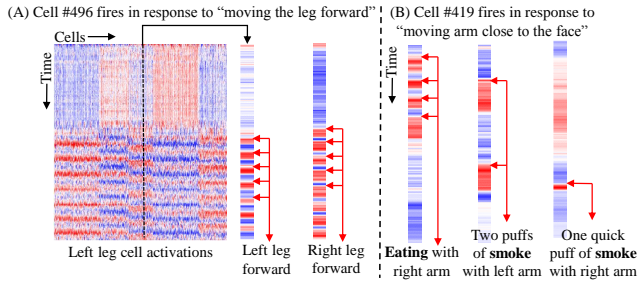 (A) Cell #496 fires in response to “moving the leg forward”
Cells
Time
Left leg cell activations
Left leg
forward
Right leg
forward
(B) Cell #419 fires in response to
“moving arm close to the face”
Time
Eating with
right arm
Two puffs
of smoke
with left arm
One quick
puff of smoke
with right arm